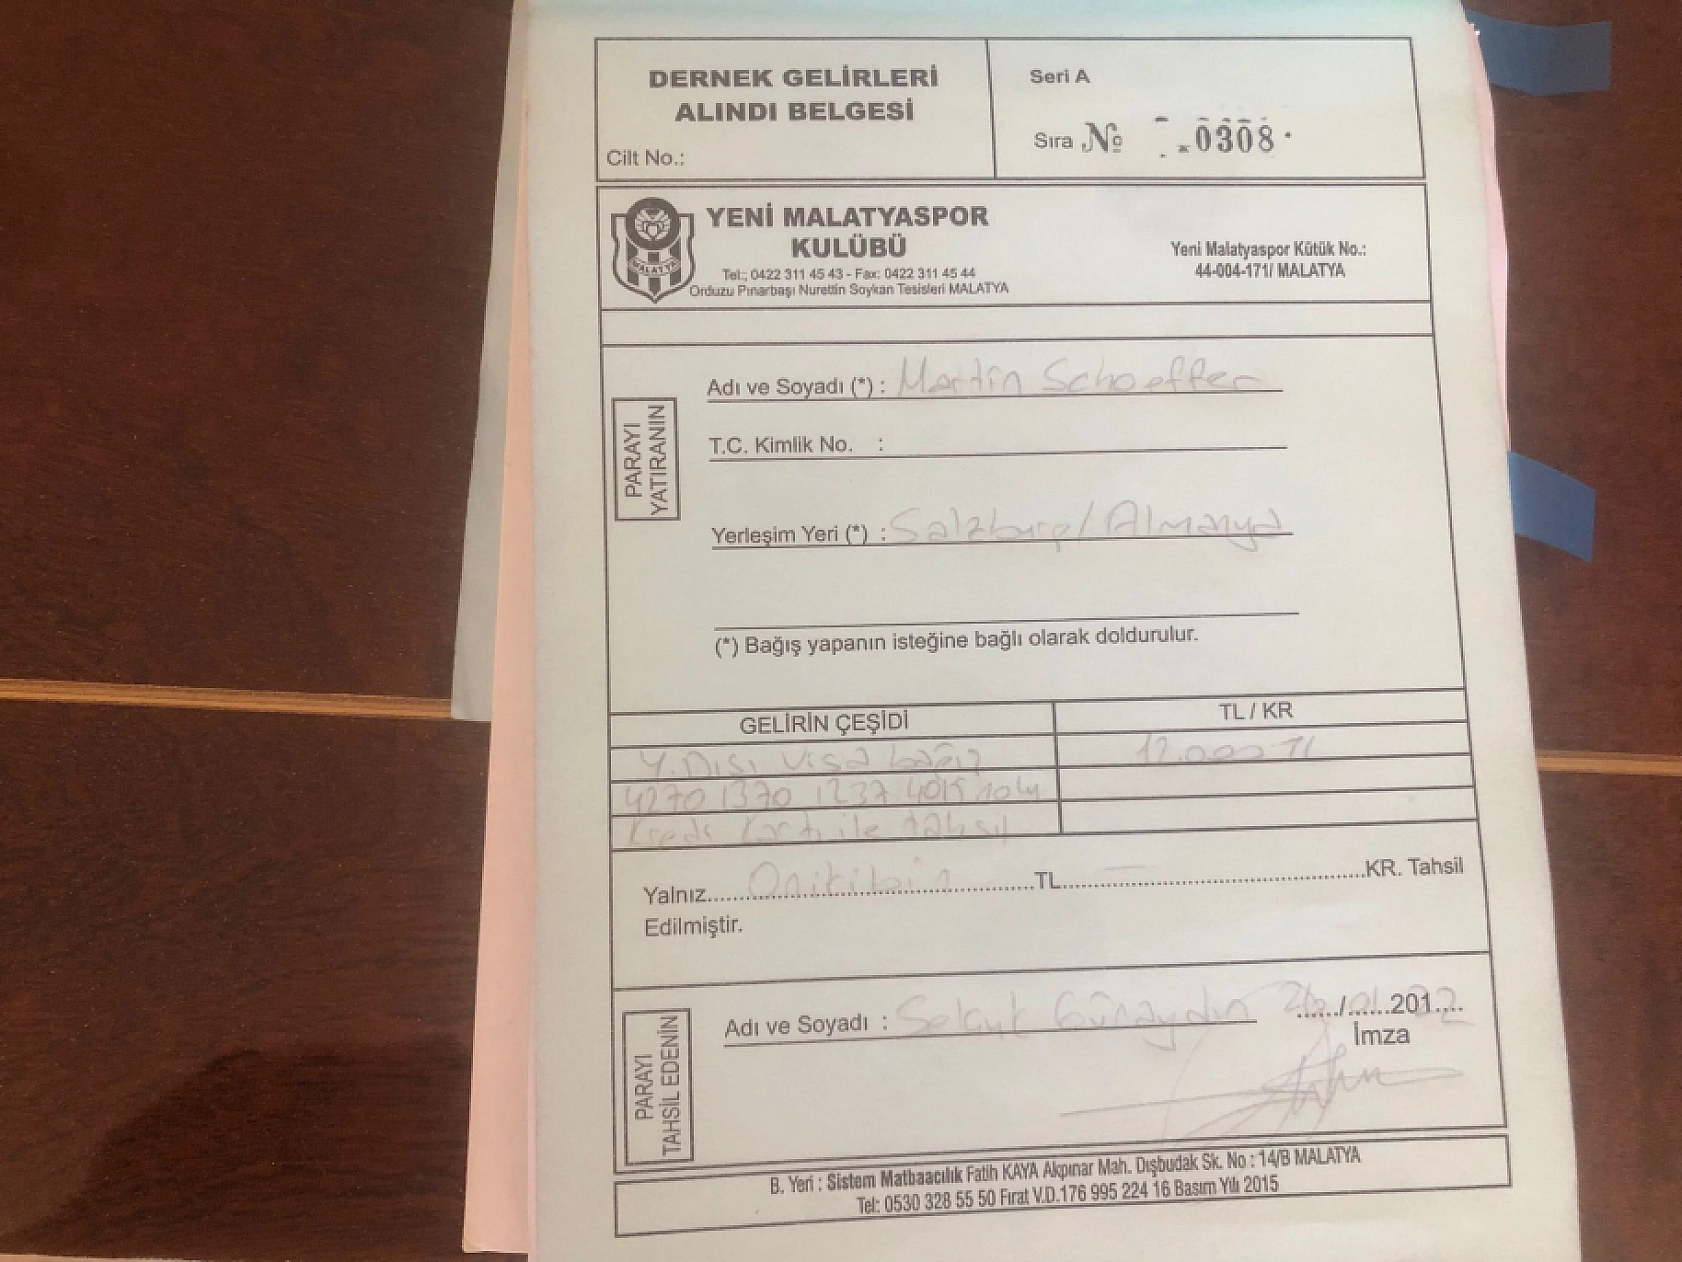 DERNEK GELİRLERİ
ALINDI BELGESİ
Cilt No.:
Seri A
Sıra № 0308
MALATYA
YENİ MALATYASPOR
KULÜBÜ
Tel:; 0422 311 45 43 - Fax: 0422 311 45 44
Orduzu Pınarbaşı Nurettin Soykan Tesisleri MALATYA
Yeni Malatyaspor Kütük No.:
44-004-171/ MALATYA
PARAYI
YATIRANIN
Adı ve Soyadı (*) : Martin Schoeffer
T.C. Kimlik No. :
Yerleşim Yeri (*) : Salzburg/Almanya
(*) Bağış yapanın isteğine bağlı olarak doldurulur.
GELİRİN ÇEŞİDİ TL / KR
Y.Dışı Visa bağış 12.000 TL
4270 1370 1237 4015 nolu
Kredi Kartı ile tahsil
Yalnız Onikibin TL — KR. Tahsil
Edilmiştir.
PARAYI
TAHSİL EDENİN
Adı ve Soyadı : Selçuk Günaydın / 01 201 22
İmza
B. Yeri : Sistem Matbaacılık Fatih KAYA Akpınar Mah. Dışbudak Sk. No : 14/B MALATYA
Tel: 0530 328 55 50 Fırat V.D.176 995 224 16 Basım Yılı 2015